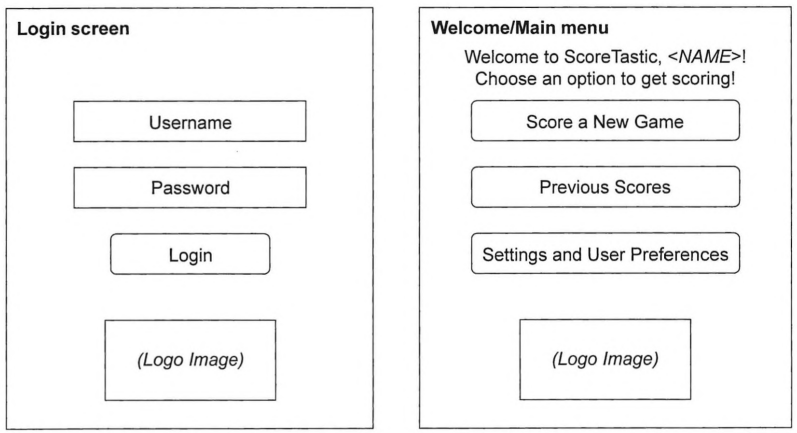 Login screen
Username
Password
Login
(Logo Image)
Welcome/Main menu
Welcome to ScoreTastic, <NAME>!
Choose an option to get scoring!
Score a New Game
Previous Scores
Settings and User Preferences
(Logo Image)